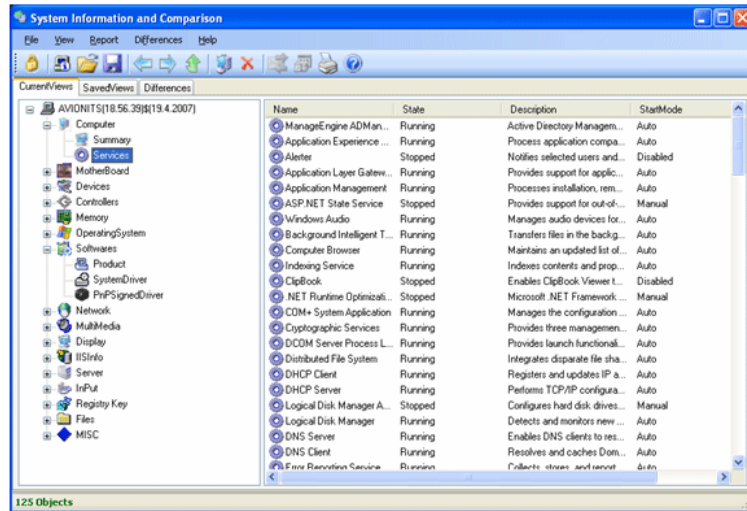 System Information and Comparison
File View Report Differences Help
CurrentViews SavedViews Differences
AVIONITS(18.56.39)$(19.4.2007)
Computer
Summary
Services
MotherBoard
Devices
Controllers
Memory
OperatingSystem
Softwares
Product
SystemDriver
PnPSignedDriver
Network
MultiMedia
Display
IISInfo
Server
InPut
Registry Key
Files
MISC
Name State Description StartMode
ManageEngine ADMan... Running Active Directory Managem... Auto
Application Experience ... Running Process application compa... Auto
Alerter Stopped Notifies selected users and... Disabled
Application Layer Gatew... Running Provides support for applic... Auto
Application Management Running Processes installation, rem... Auto
ASP.NET State Service Stopped Provides support for out-of-... Manual
Windows Audio Running Manages audio devices for... Auto
Background Intelligent T... Running Transfers files in the backg... Auto
Computer Browser Running Maintains an updated list of... Auto
Indexing Service Running Indexes contents and prop... Auto
ClipBook Stopped Enables ClipBook Viewer t... Disabled
.NET Runtime Optimizati... Stopped Microsoft .NET Framework ... Manual
COM+ System Application Running Manages the configuration ... Auto
Cryptographic Services Running Provides three managemen... Auto
DCOM Server Process L... Running Provides launch functionali... Auto
Distributed File System Running Integrates disparate file sha... Auto
DHCP Client Running Registers and updates IP a... Auto
DHCP Server Running Performs TCP/IP configura... Auto
Logical Disk Manager A... Stopped Configures hard disk drives... Manual
Logical Disk Manager Running Detects and monitors new ... Auto
DNS Server Running Enables DNS clients to res... Auto
DNS Client Running Resolves and caches Dom... Auto
Error Reporting Service Running Collects, stores, and report... Auto
125 Objects